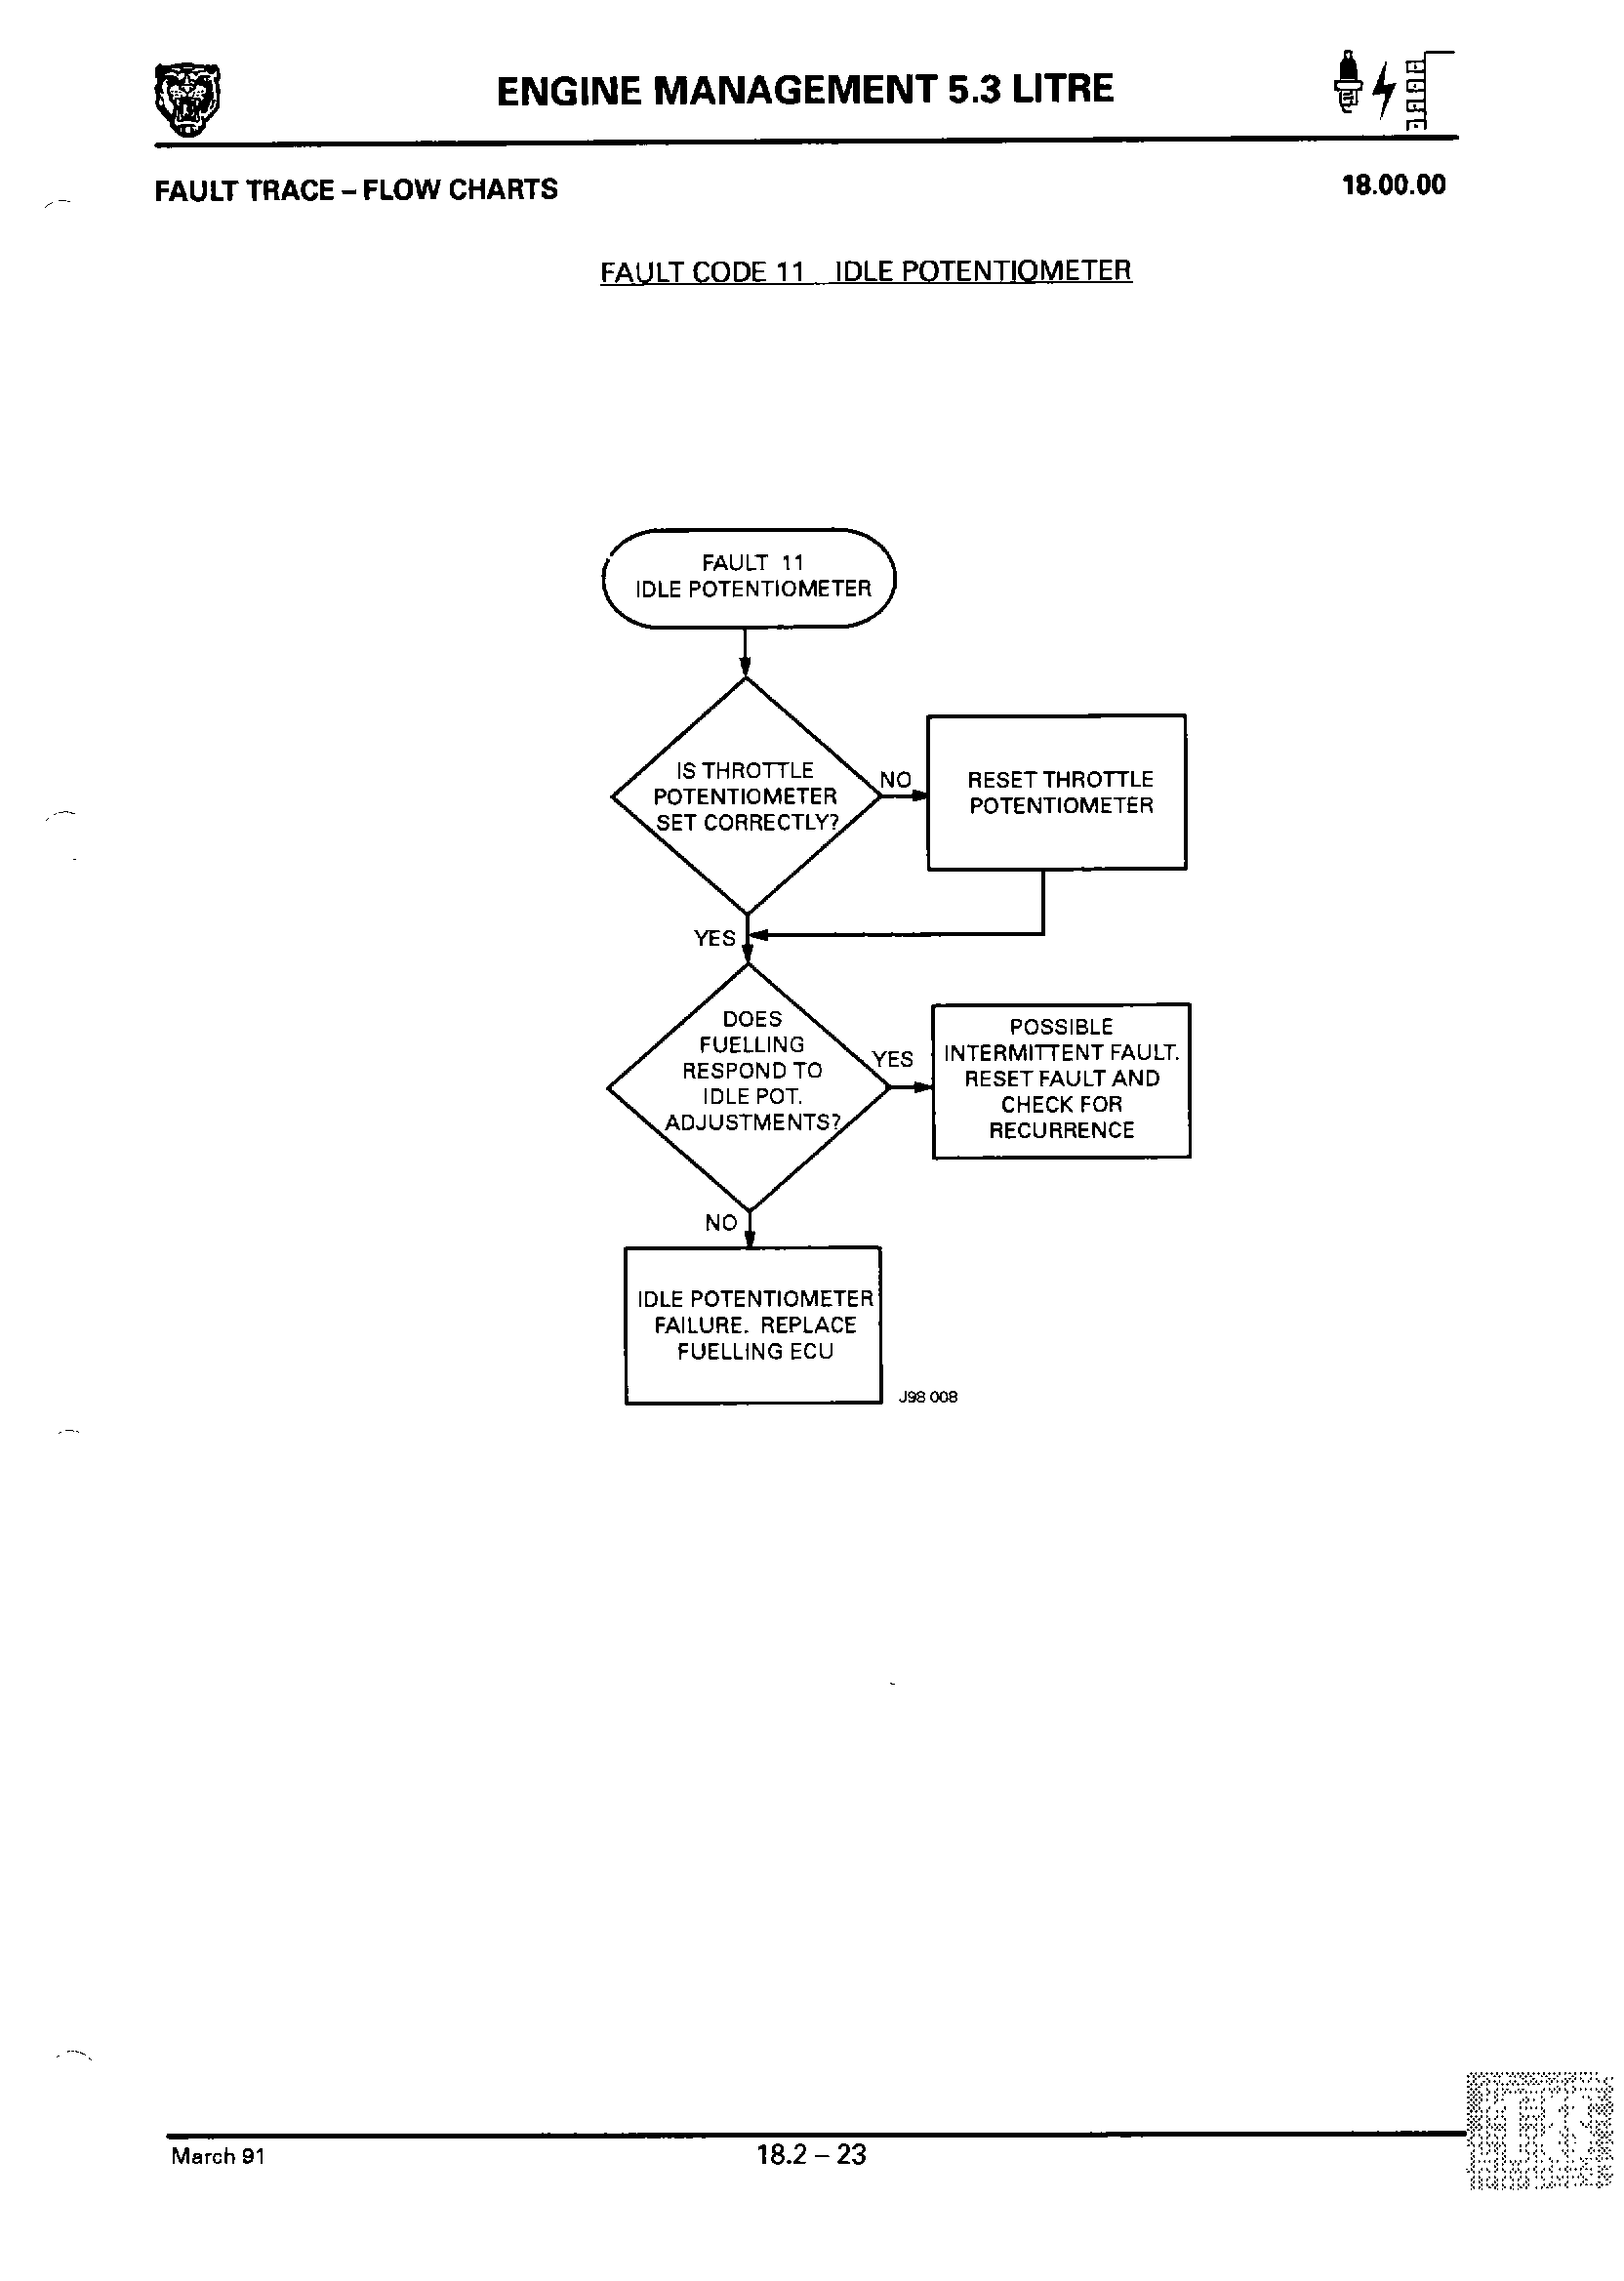 ENGINE MANAGEMENT 5.3 LITRE
FAULT TRACE – FLOW CHARTS
18.00.00
FAULT CODE 11 IDLE POTENTIOMETER
FAULT 11
IDLE POTENTIOMETER
IS THROTTLE
POTENTIOMETER
SET CORRECTLY?
NO
RESET THROTTLE
POTENTIOMETER
YES
DOES
FUELLING
RESPOND TO
IDLE POT.
ADJUSTMENTS?
YES
POSSIBLE
INTERMITTENT FAULT.
RESET FAULT AND
CHECK FOR
RECURRENCE
NO
IDLE POTENTIOMETER
FAILURE. REPLACE
FUELLING ECU
J98 008
March 91
18.2 – 23